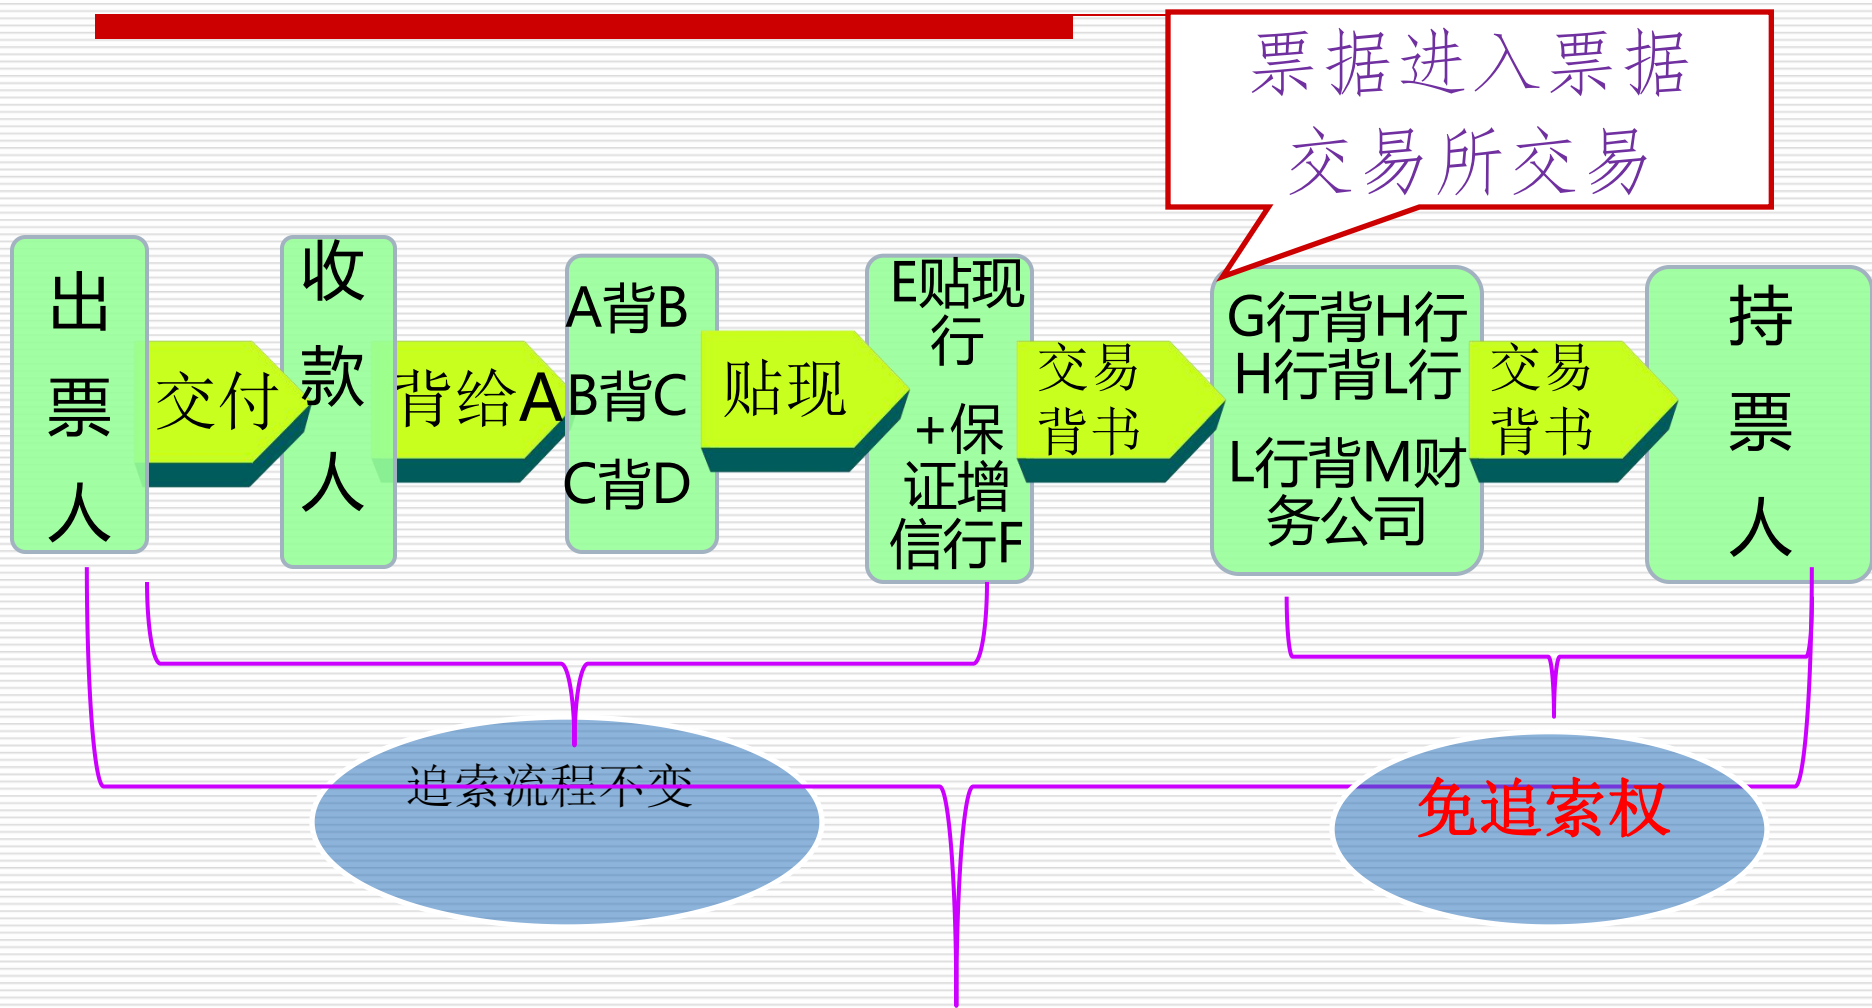 票据进入票据
交易所交易
出
票
人
交付
收
款
人
背给A
A背B
B背C
C背D
贴现
E贴现
行
+保
证增
信行F
交易
背书
G行背H行
H行背L行
L行背M财
务公司
交易
背书
持
票
人
追索流程不变
免追索权